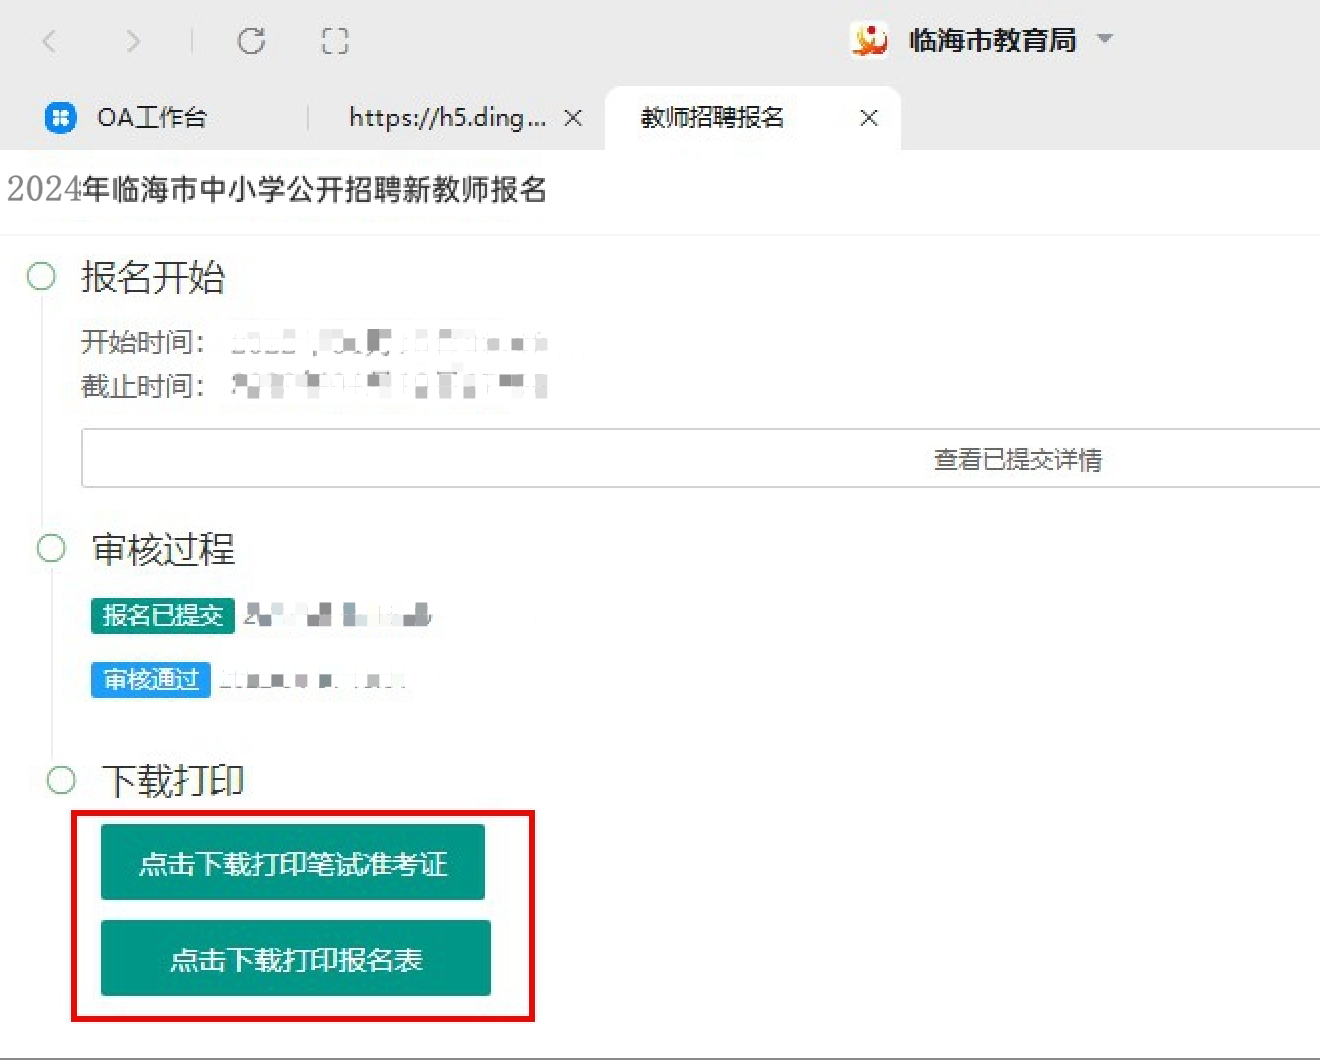 临海市教育局
OA工作台 https://h5.ding... 教师招聘报名
2024年临海市中小学公开招聘新教师报名
报名开始
开始时间：
截止时间：
查看已提交详情
审核过程
报名已提交
审核通过
下载打印
点击下载打印笔试准考证
点击下载打印报名表